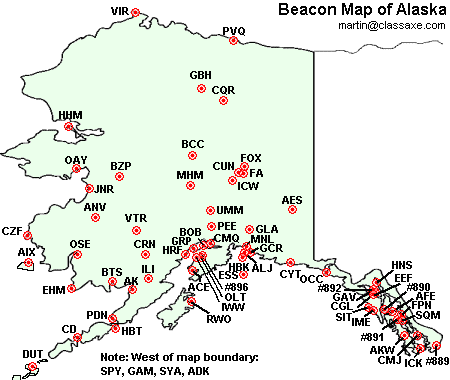 Beacon Map of Alaska
martin@classaxe.com
VIR
PVQ
GBH
CQR
HHM
BCC
FOX
OAY
CUN
FA
BZP
MHM
ICW
JNR
ANV
UMM
AES
VTR
PEE
GLA
CZF
BOB
CMQ
MNL
GRP
GCR
AIX
OSE
CRN
HRF
HBK
ALJ
CYT
OCC
HNS
EHM
BTS
ILI
ESS
#892
EEF
AK
ACE
#896
GAV
#890
OLT
CGL
AFE
IWW
SIT
FPN
PDN
RWO
IME
SQM
CD
HBT
#891
AKW
DUT
CMJ
ICK
#889
Note: West of map boundary:
SPY, GAM, SYA, ADK